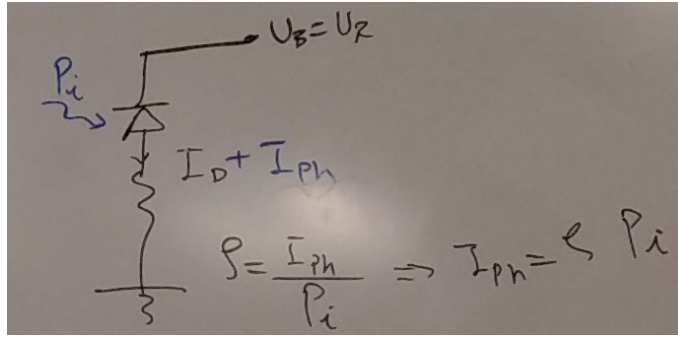 U_B = U_R
P_i
I_D + I_Ph
ρ = I_Ph / P_i ⇒ I_Ph = ρ P_i